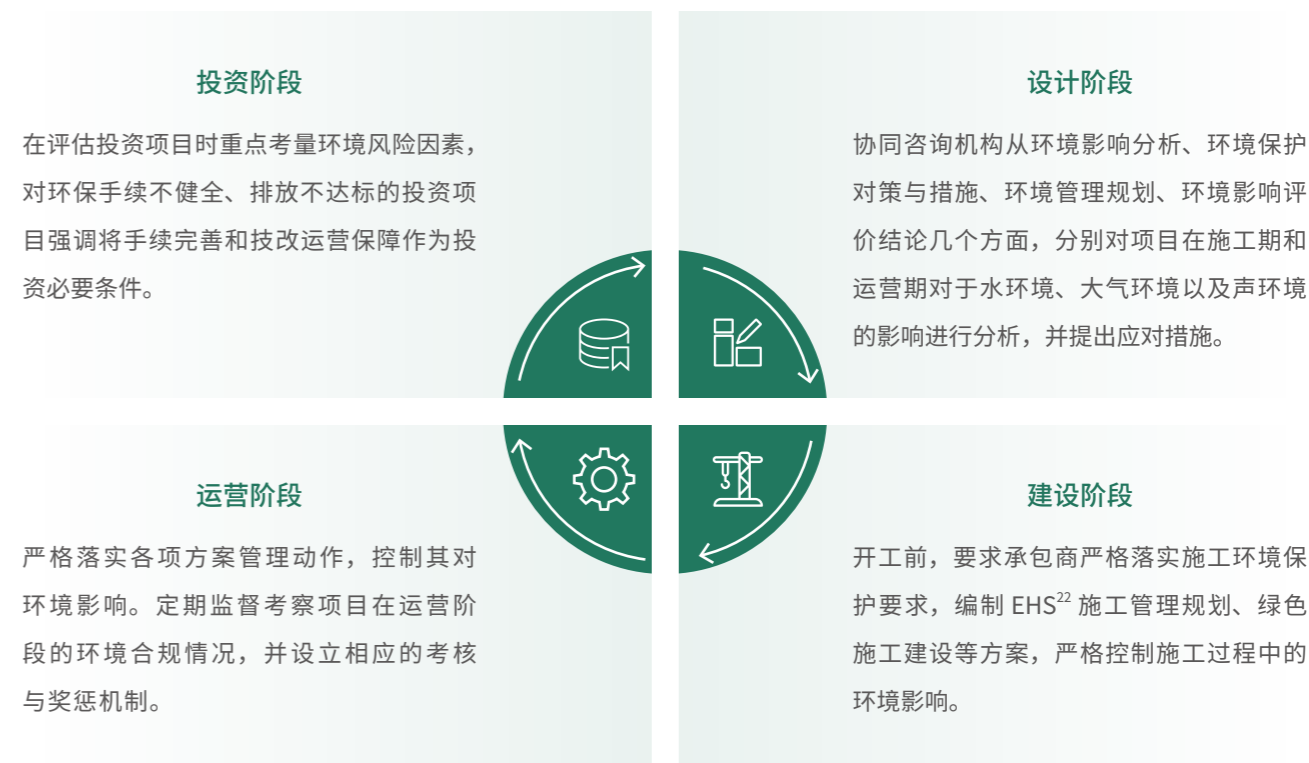 投资阶段
在评估投资项目时重点考量环境风险因素，
对环保手续不健全、排放不达标的投资项
目强调将手续完善和技改运营保障作为投
资必要条件。
设计阶段
协同咨询机构从环境影响分析、环境保护
对策与措施、环境管理规划、环境影响评
价结论几个方面，分别对项目在施工期和
运营期对于水环境、大气环境以及声环境
的影响进行分析，并提出应对措施。
运营阶段
严格落实各项方案管理动作，控制其对
环境影响。定期监督考察项目在运营阶
段的环境合规情况，并设立相应的考核
与奖惩机制。
建设阶段
开工前，要求承包商严格落实施工环境保
护要求，编制 EHS²² 施工管理规划、绿色
施工建设等方案，严格控制施工过程中的
环境影响。